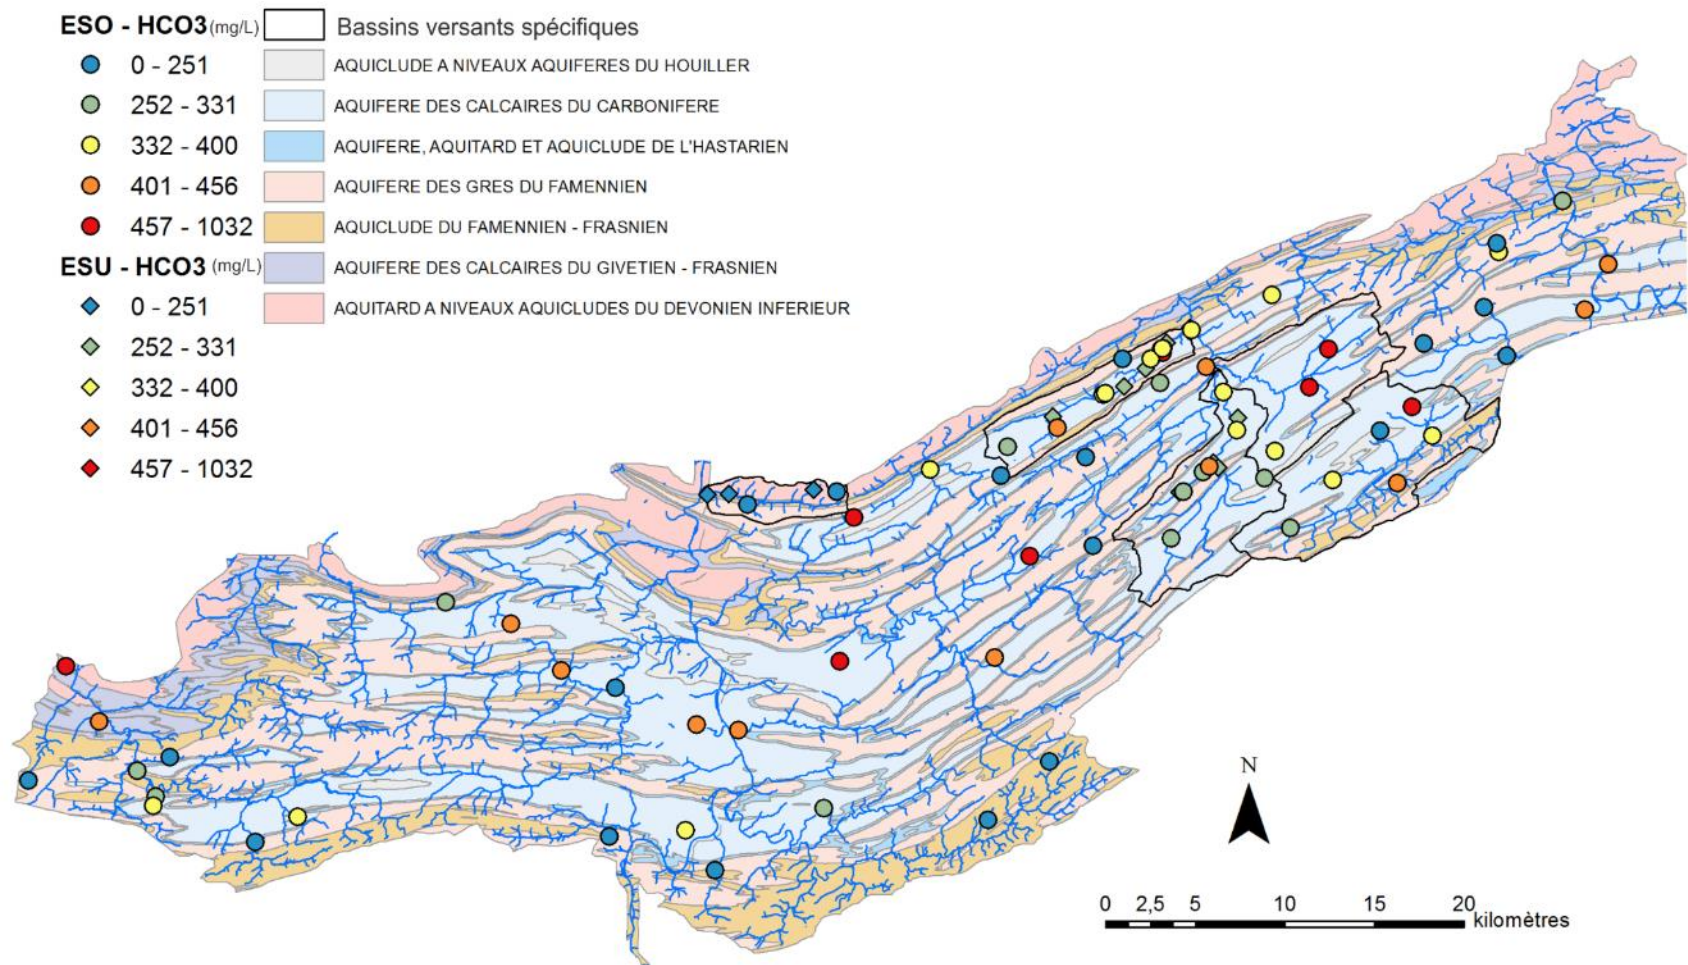 ESO - HCO3 (mg/L)
0 - 251
252 - 331
332 - 400
401 - 456
457 - 1032
ESU - HCO3 (mg/L)
0 - 251
252 - 331
332 - 400
401 - 456
457 - 1032
Bassins versants spécifiques
AQUICLUDE A NIVEAUX AQUIFERES DU HOUILLER
AQUIFERE DES CALCAIRES DU CARBONIFERE
AQUIFERE, AQUITARD ET AQUICLUDE DE L'HASTARIEN
AQUIFERE DES GRES DU FAMENNIEN
AQUICLUDE DU FAMENNIEN - FRASNIEN
AQUIFERE DES CALCAIRES DU GIVETIEN - FRASNIEN
AQUITARD A NIVEAUX AQUICLUDES DU DEVONIEN INFERIEUR
N
0 2,5 5 10 15 20
kilomètres